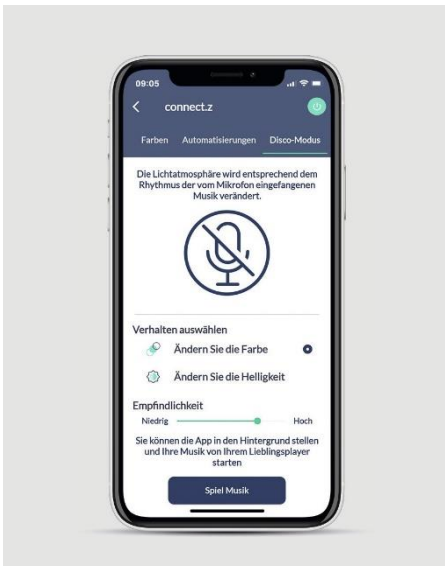 09:05
connect.z
Farben Automatisierungen Disco-Modus
Die Lichtatmosphäre wird entsprechend dem
Rhythmus der vom Mikrofon eingefangenen
Musik verändert.
Verhalten auswählen
Ändern Sie die Farbe
Ändern Sie die Helligkeit
Empfindlichkeit
Niedrig Hoch
Sie können die App in den Hintergrund stellen
und Ihre Musik von Ihrem Lieblingsplayer
starten
Spiel Musik